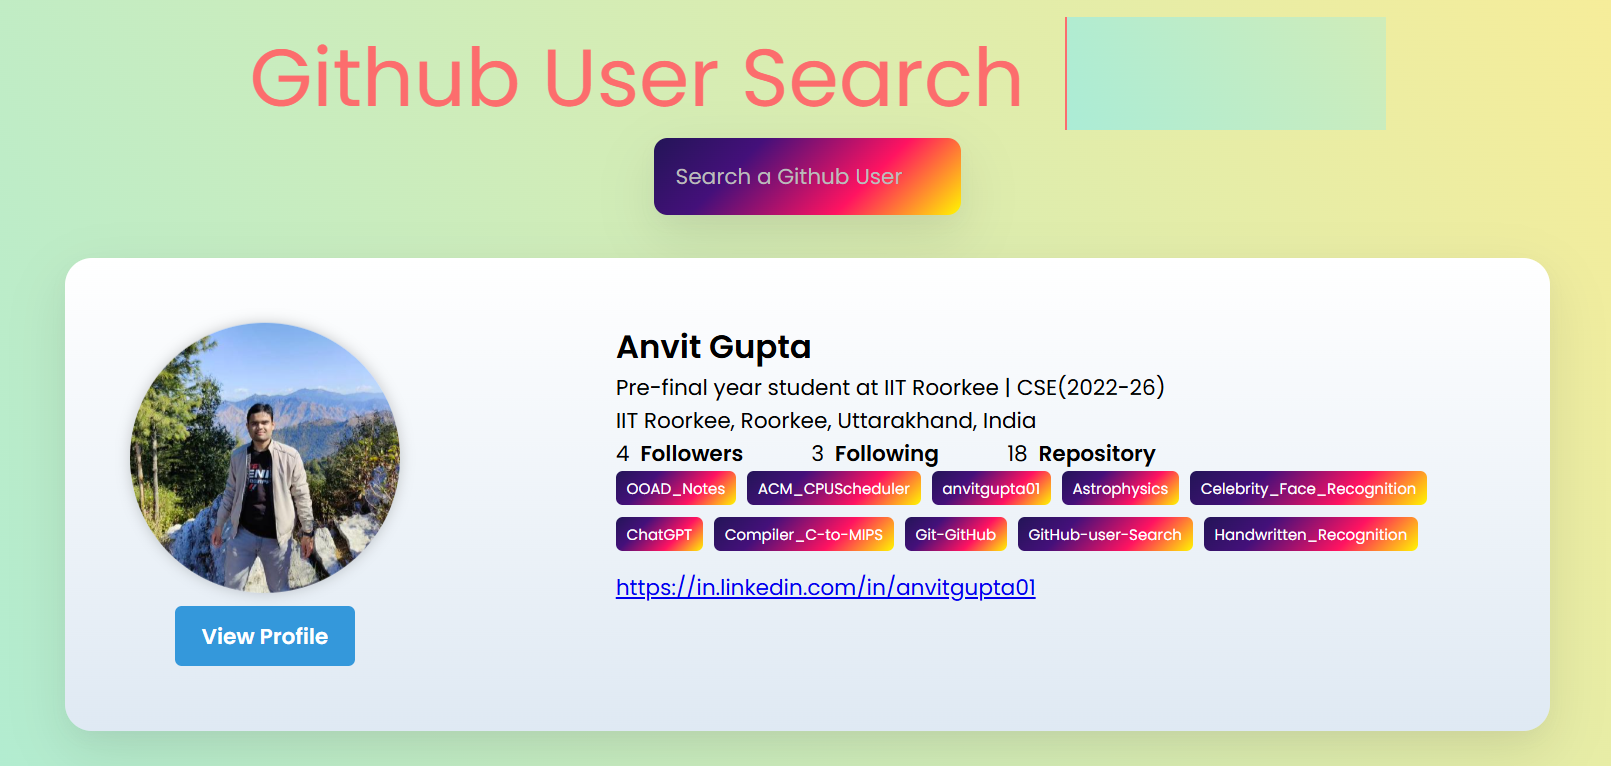 Github User Search
Search a Github User
Anvit Gupta
Pre-final year student at IIT Roorkee | CSE(2022-26)
IIT Roorkee, Roorkee, Uttarakhand, India
4 Followers 3 Following 18 Repository
OOAD_Notes ACM_CPUScheduler anvitgupta01 Astrophysics Celebrity_Face_Recognition
ChatGPT Compiler_C-to-MIPS Git-GitHub GitHub-user-Search Handwritten_Recognition
https://in.linkedin.com/in/anvitgupta01
View Profile